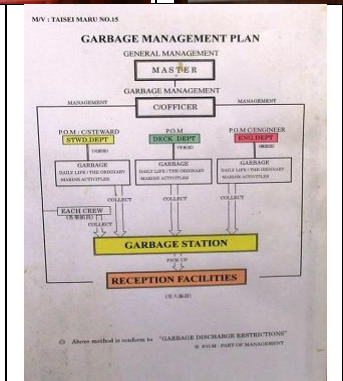 M/V : TAISEI MARU NO.15
GARBAGE MANAGEMENT PLAN
GENERAL MANAGEMENT
MASTER
GARBAGE MANAGEMENT
MANAGEMENT
C/OFFICER
MANAGEMENT
P.O.M / C/STEWARD
STWD,DEPT
P.O.M
DECK DEPT
P.O.M C/ENGINEER
ENG,DEPT
GARBAGE
DAILY LIFE / THE ORDINARY
MARINE ACTIVITLES
GARBAGE
DAILY LIFE / THE ORDINARY
MARINE ACTIVITLES
GARBAGE
DAILY LIFE / THE ORDINARY
MARINE ACTIVITLES
COLLECT
COLLECT
COLLECT
EACH CREW
COLLECT
GARBAGE STATION
PICK UP
RECEPTION FACILITIES
◎ Above method is conform to "GARBAGE DISCHARGE RESTRICTIONS"
※ P.O.M : PART OF MANAGEMENT